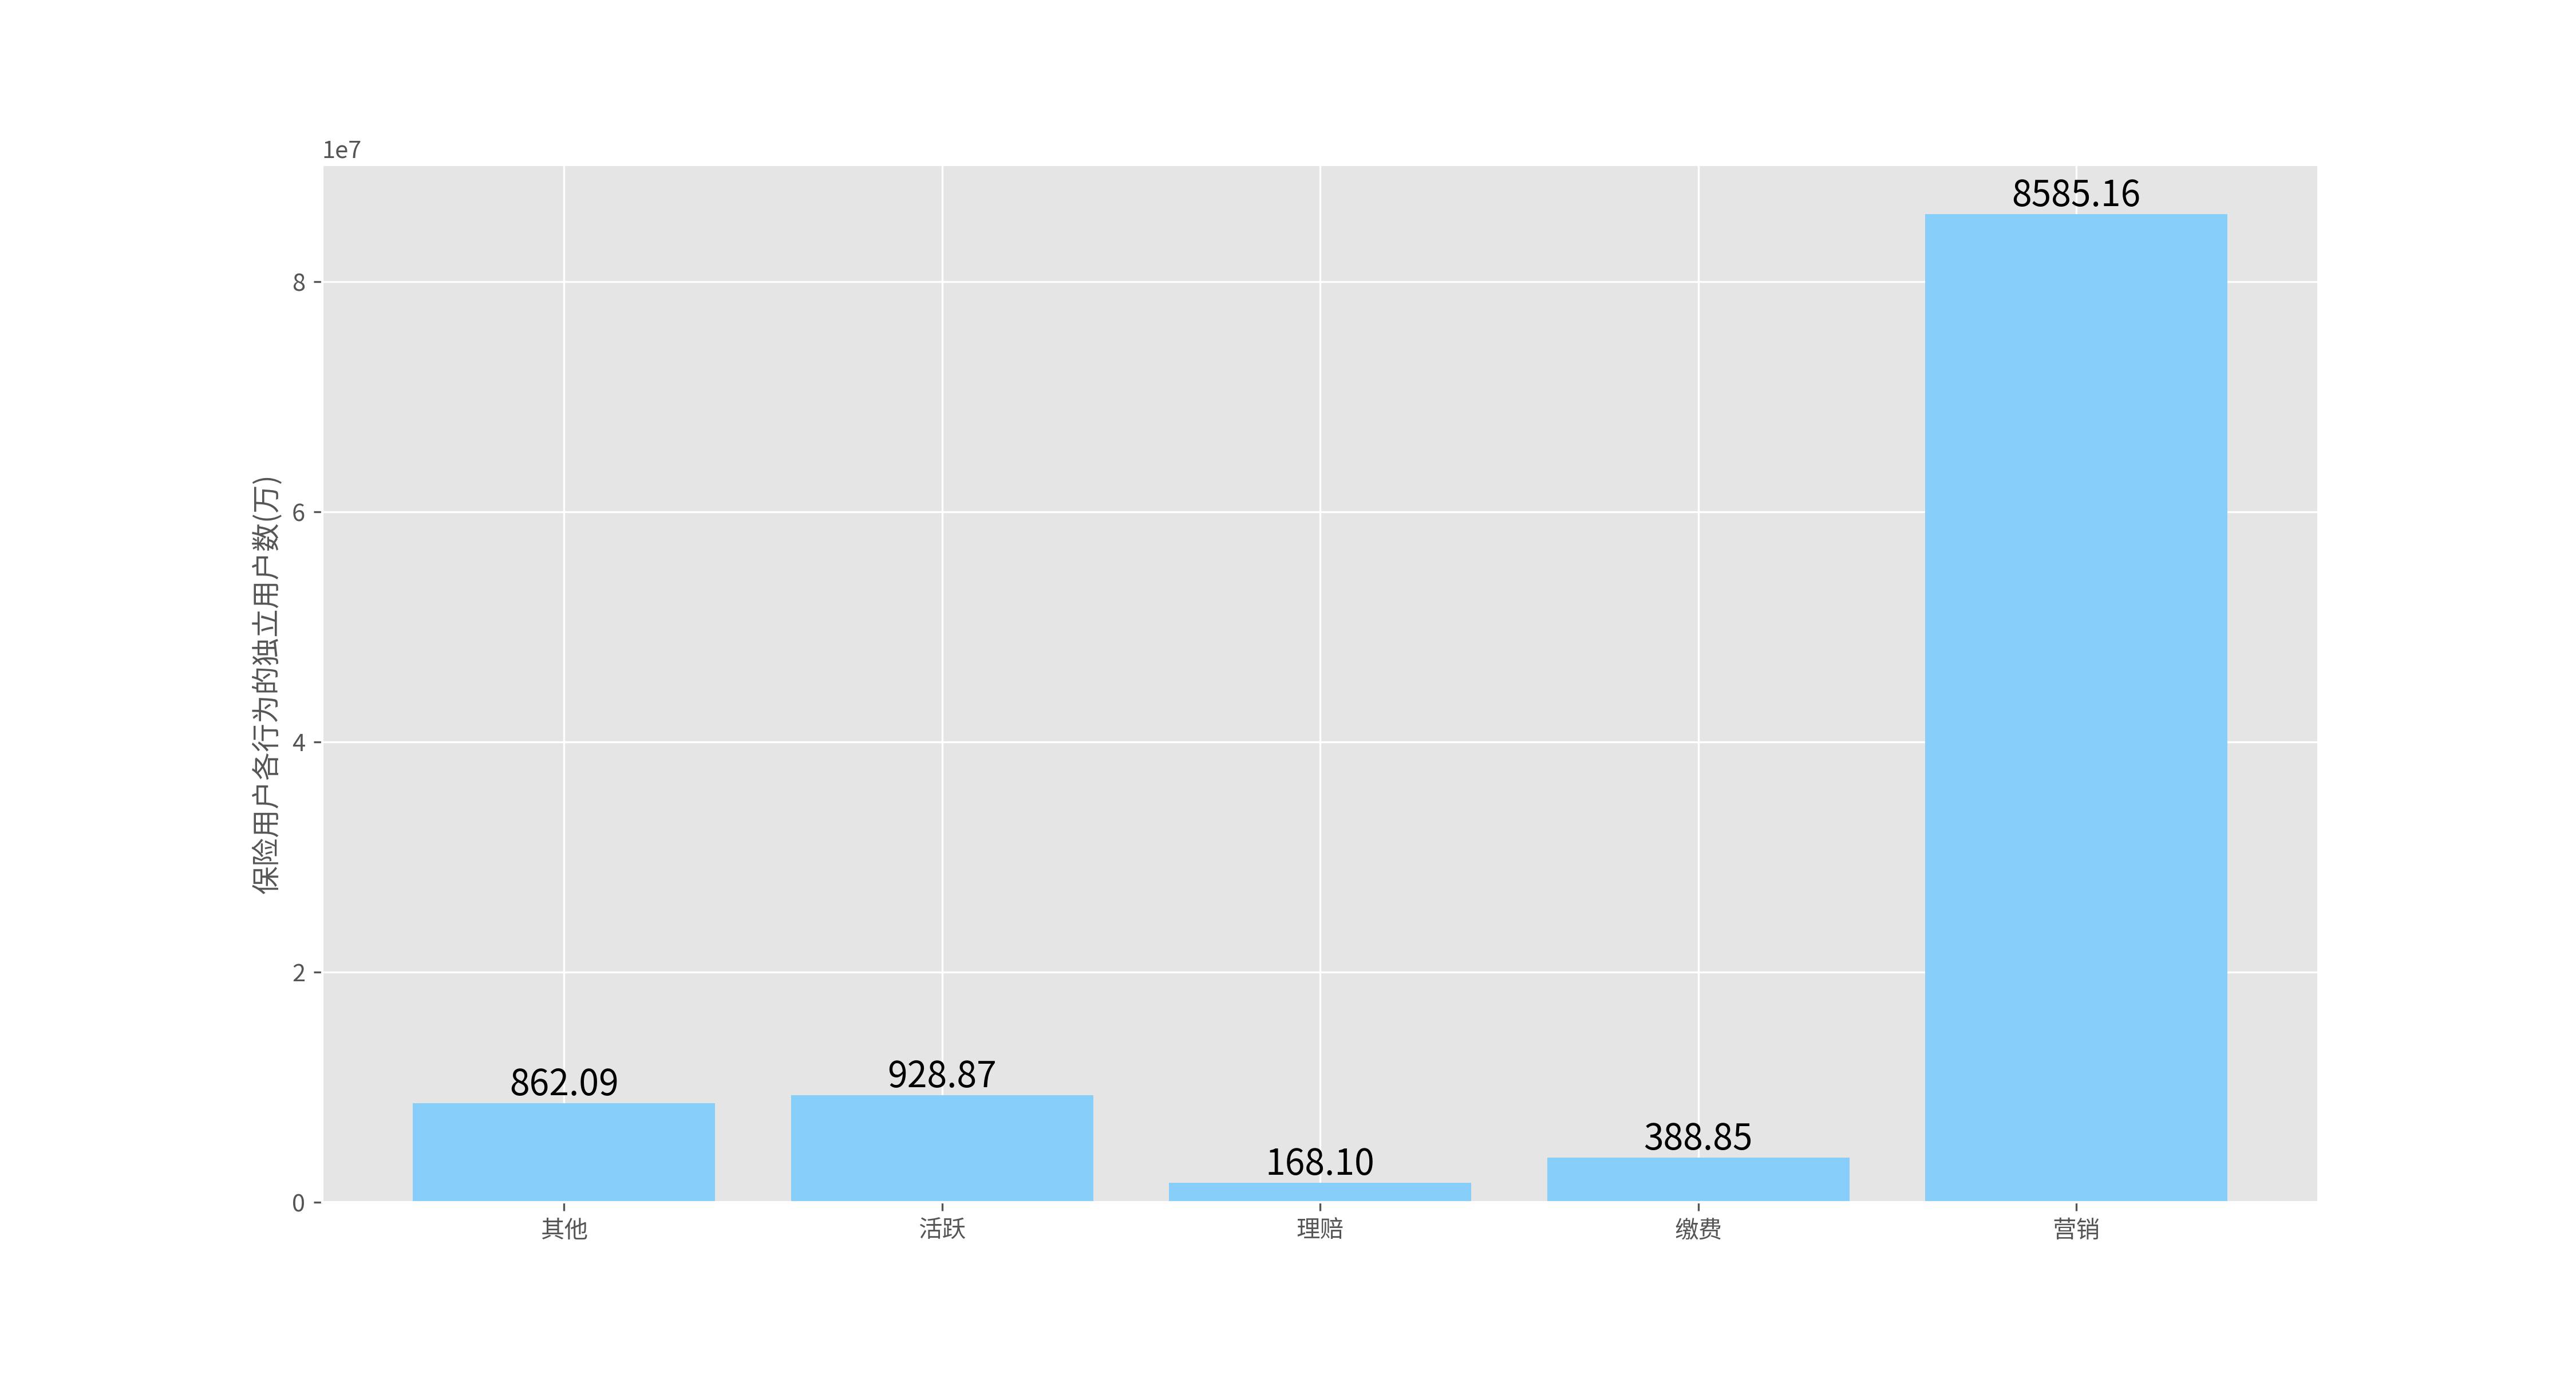 1e7
8585.16
8
6
4
2
0
保险用户各行为的独立用户数(万)
862.09
928.87
168.10
388.85
其他
活跃
理赔
缴费
营销